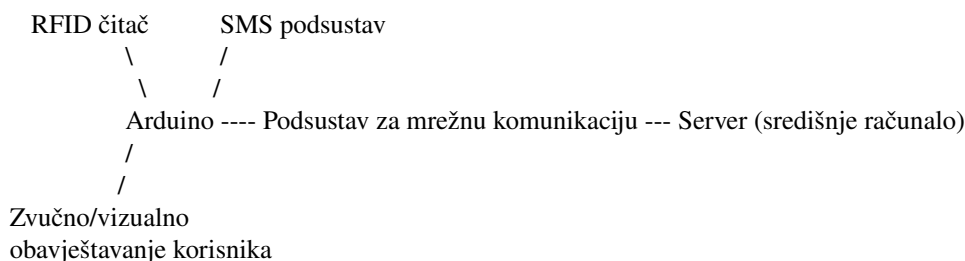 RFID čitač SMS podsustav
\ /
\ /
Arduino ---- Podsustav za mrežnu komunikaciju --- Server (središnje računalo)
/
/
Zvučno/vizualno
obavještavanje korisnika